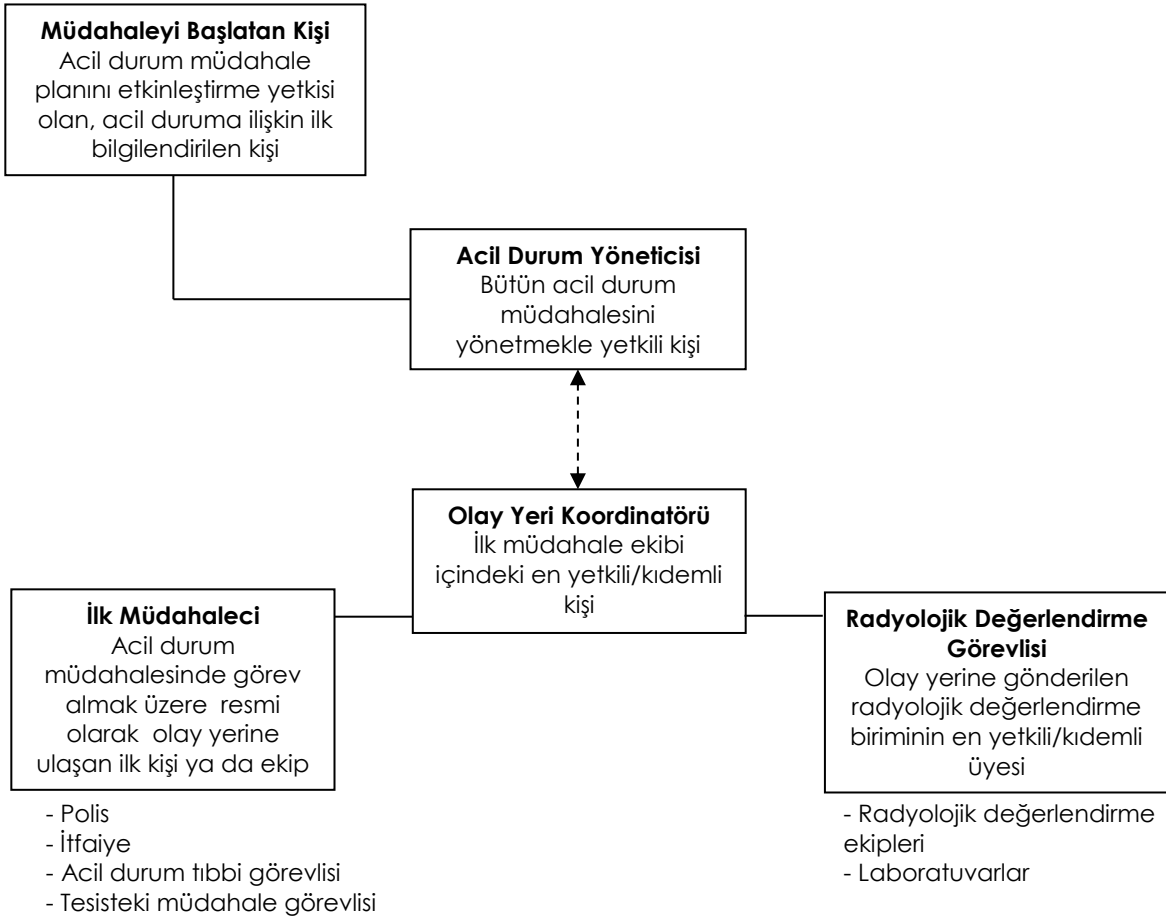 Müdahaleyi Başlatan Kişi
Acil durum müdahale
planını etkinleştirme yetkisi
olan, acil duruma ilişkin ilk
bilgilendirilen kişi
Acil Durum Yöneticisi
Bütün acil durum
müdahalesini
yönetmekle yetkili kişi
Olay Yeri Koordinatörü
İlk müdahale ekibi
içindeki en yetkili/kıdemli
kişi
İlk Müdahaleci
Acil durum
müdahalesinde görev
almak üzere resmi
olarak olay yerine
ulaşan ilk kişi ya da ekip
- Polis
- İtfaiye
- Acil durum tıbbi görevlisi
- Tesisteki müdahale görevlisi
Radyolojik Değerlendirme
Görevlisi
Olay yerine gönderilen
radyolojik değerlendirme
biriminin en yetkili/kıdemli
üyesi
- Radyolojik değerlendirme
ekipleri
- Laboratuvarlar